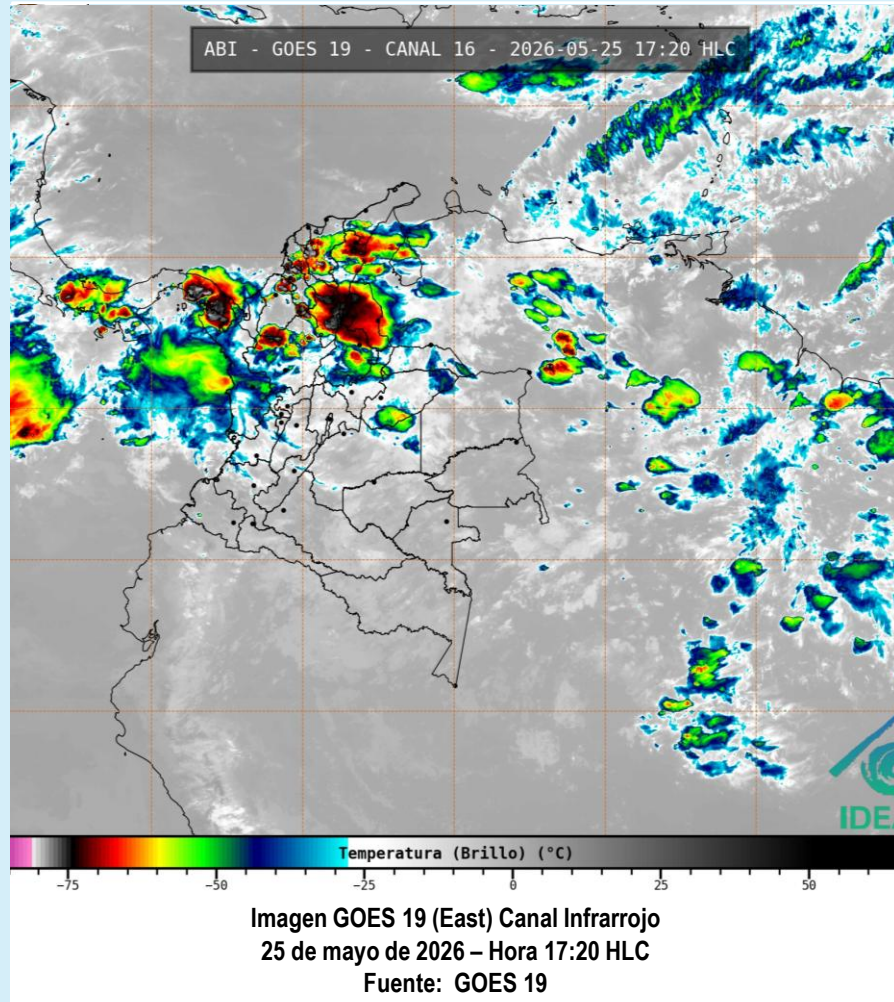 ABI - GOES 19 - CANAL 16 - 2026-05-25 17:20 HLC
Temperatura (Brillo) (°C)
−75 −50 −25 0 25 50
Imagen GOES 19 (East) Canal Infrarrojo
25 de mayo de 2026 – Hora 17:20 HLC
Fuente: GOES 19